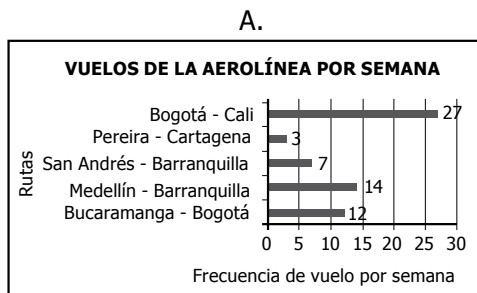 A.
VUELOS DE LA AEROLÍNEA POR SEMANA
Rutas
Bogotá - Cali 27
Pereira - Cartagena 3
San Andrés - Barranquilla 7
Medellín - Barranquilla 14
Bucaramanga - Bogotá 12
0 5 10 15 20 25 30
Frecuencia de vuelo por semana